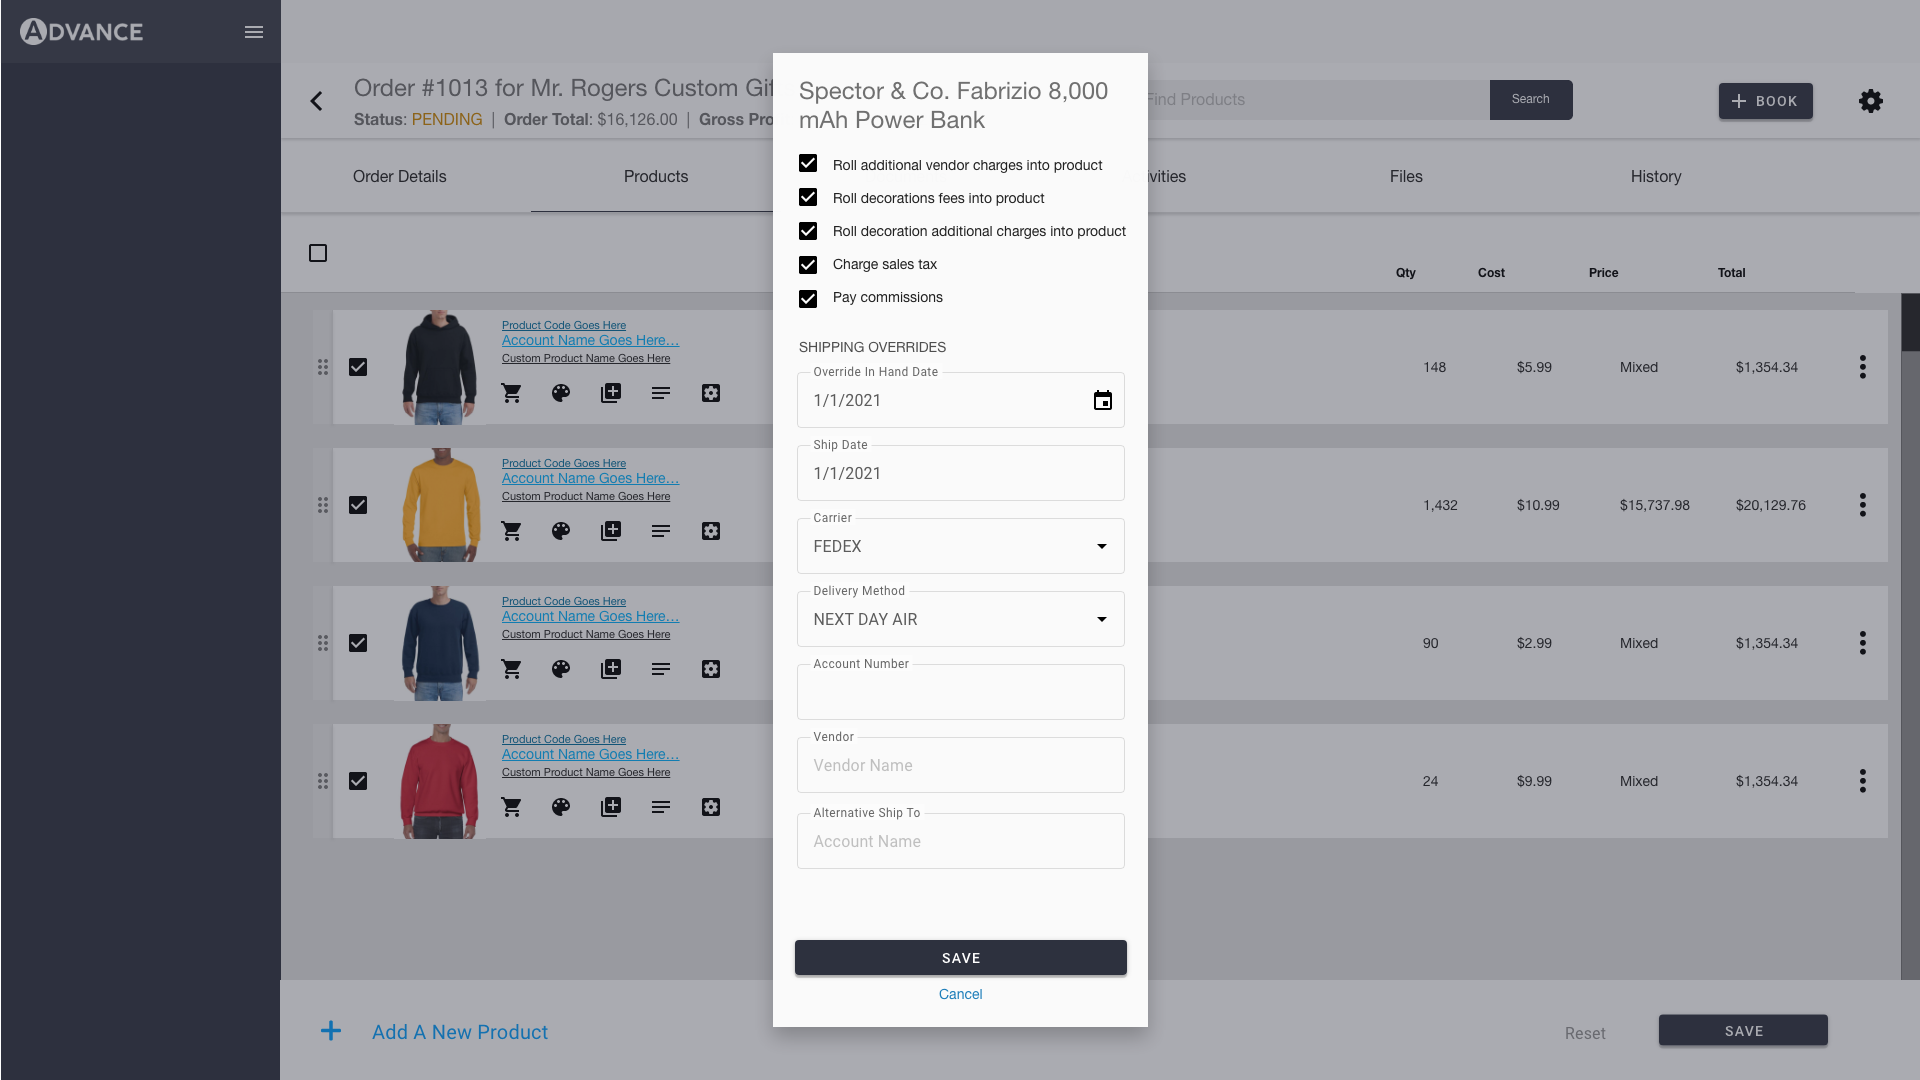 ADVANCE
Order #1013 for Mr. Rogers Custom Gif
Status: PENDING | Order Total: $16,126.00 | Gross Pro
Find Products
Search
BOOK
Order Details
Products
vities
Files
History
Qty
Cost
Price
Total
Product Code Goes Here
Account Name Goes Here...
Custom Product Name Goes Here
148
$5.99
Mixed
$1,354.34
Product Code Goes Here
Account Name Goes Here...
Custom Product Name Goes Here
1,432
$10.99
$15,737.98
$20,129.76
Product Code Goes Here
Account Name Goes Here...
Custom Product Name Goes Here
90
$2.99
Mixed
$1,354.34
Product Code Goes Here
Account Name Goes Here...
Custom Product Name Goes Here
24
$9.99
Mixed
$1,354.34
Add A New Product
Reset
SAVE
Spector & Co. Fabrizio 8,000
mAh Power Bank
Roll additional vendor charges into product
Roll decorations fees into product
Roll decoration additional charges into product
Charge sales tax
Pay commissions
SHIPPING OVERRIDES
Override In Hand Date
1/1/2021
Ship Date
1/1/2021
Carrier
FEDEX
Delivery Method
NEXT DAY AIR
Account Number
Vendor
Vendor Name
Alternative Ship To
Account Name
SAVE
Cancel